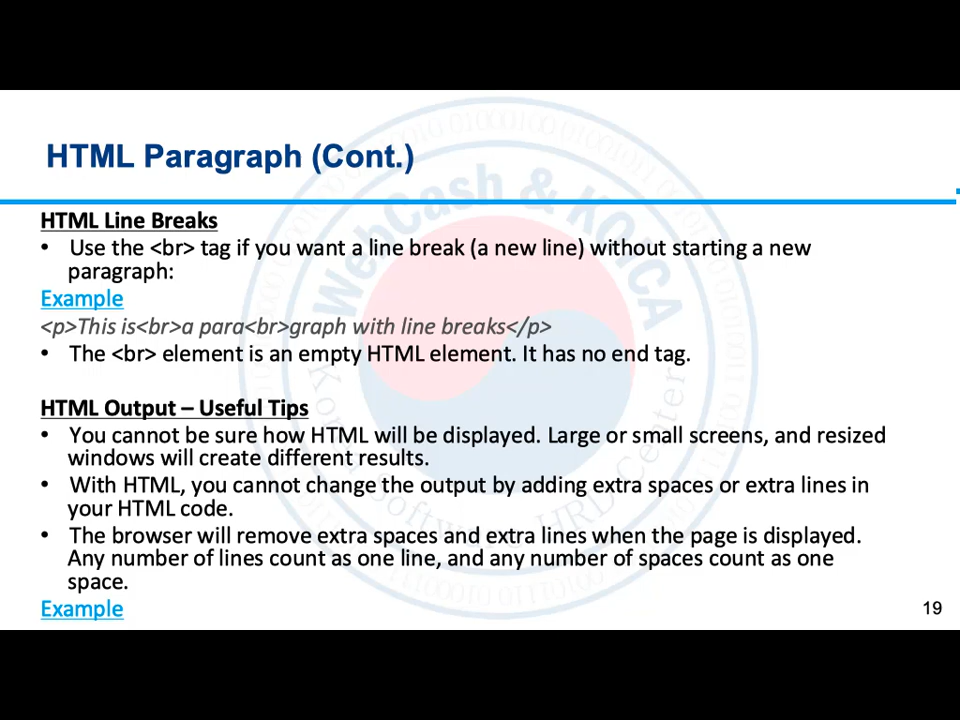 HTML Paragraph (Cont.)
HTML Line Breaks
• Use the <br> tag if you want a line break (a new line) without starting a new
paragraph:
Example
<p>This is<br>a para<br>graph with line breaks</p>
• The <br> element is an empty HTML element. It has no end tag.
HTML Output – Useful Tips
• You cannot be sure how HTML will be displayed. Large or small screens, and resized
windows will create different results.
• With HTML, you cannot change the output by adding extra spaces or extra lines in
your HTML code.
• The browser will remove extra spaces and extra lines when the page is displayed.
Any number of lines count as one line, and any number of spaces count as one
space.
Example
19
WebCash & KOICA
Korea Software HRD Center